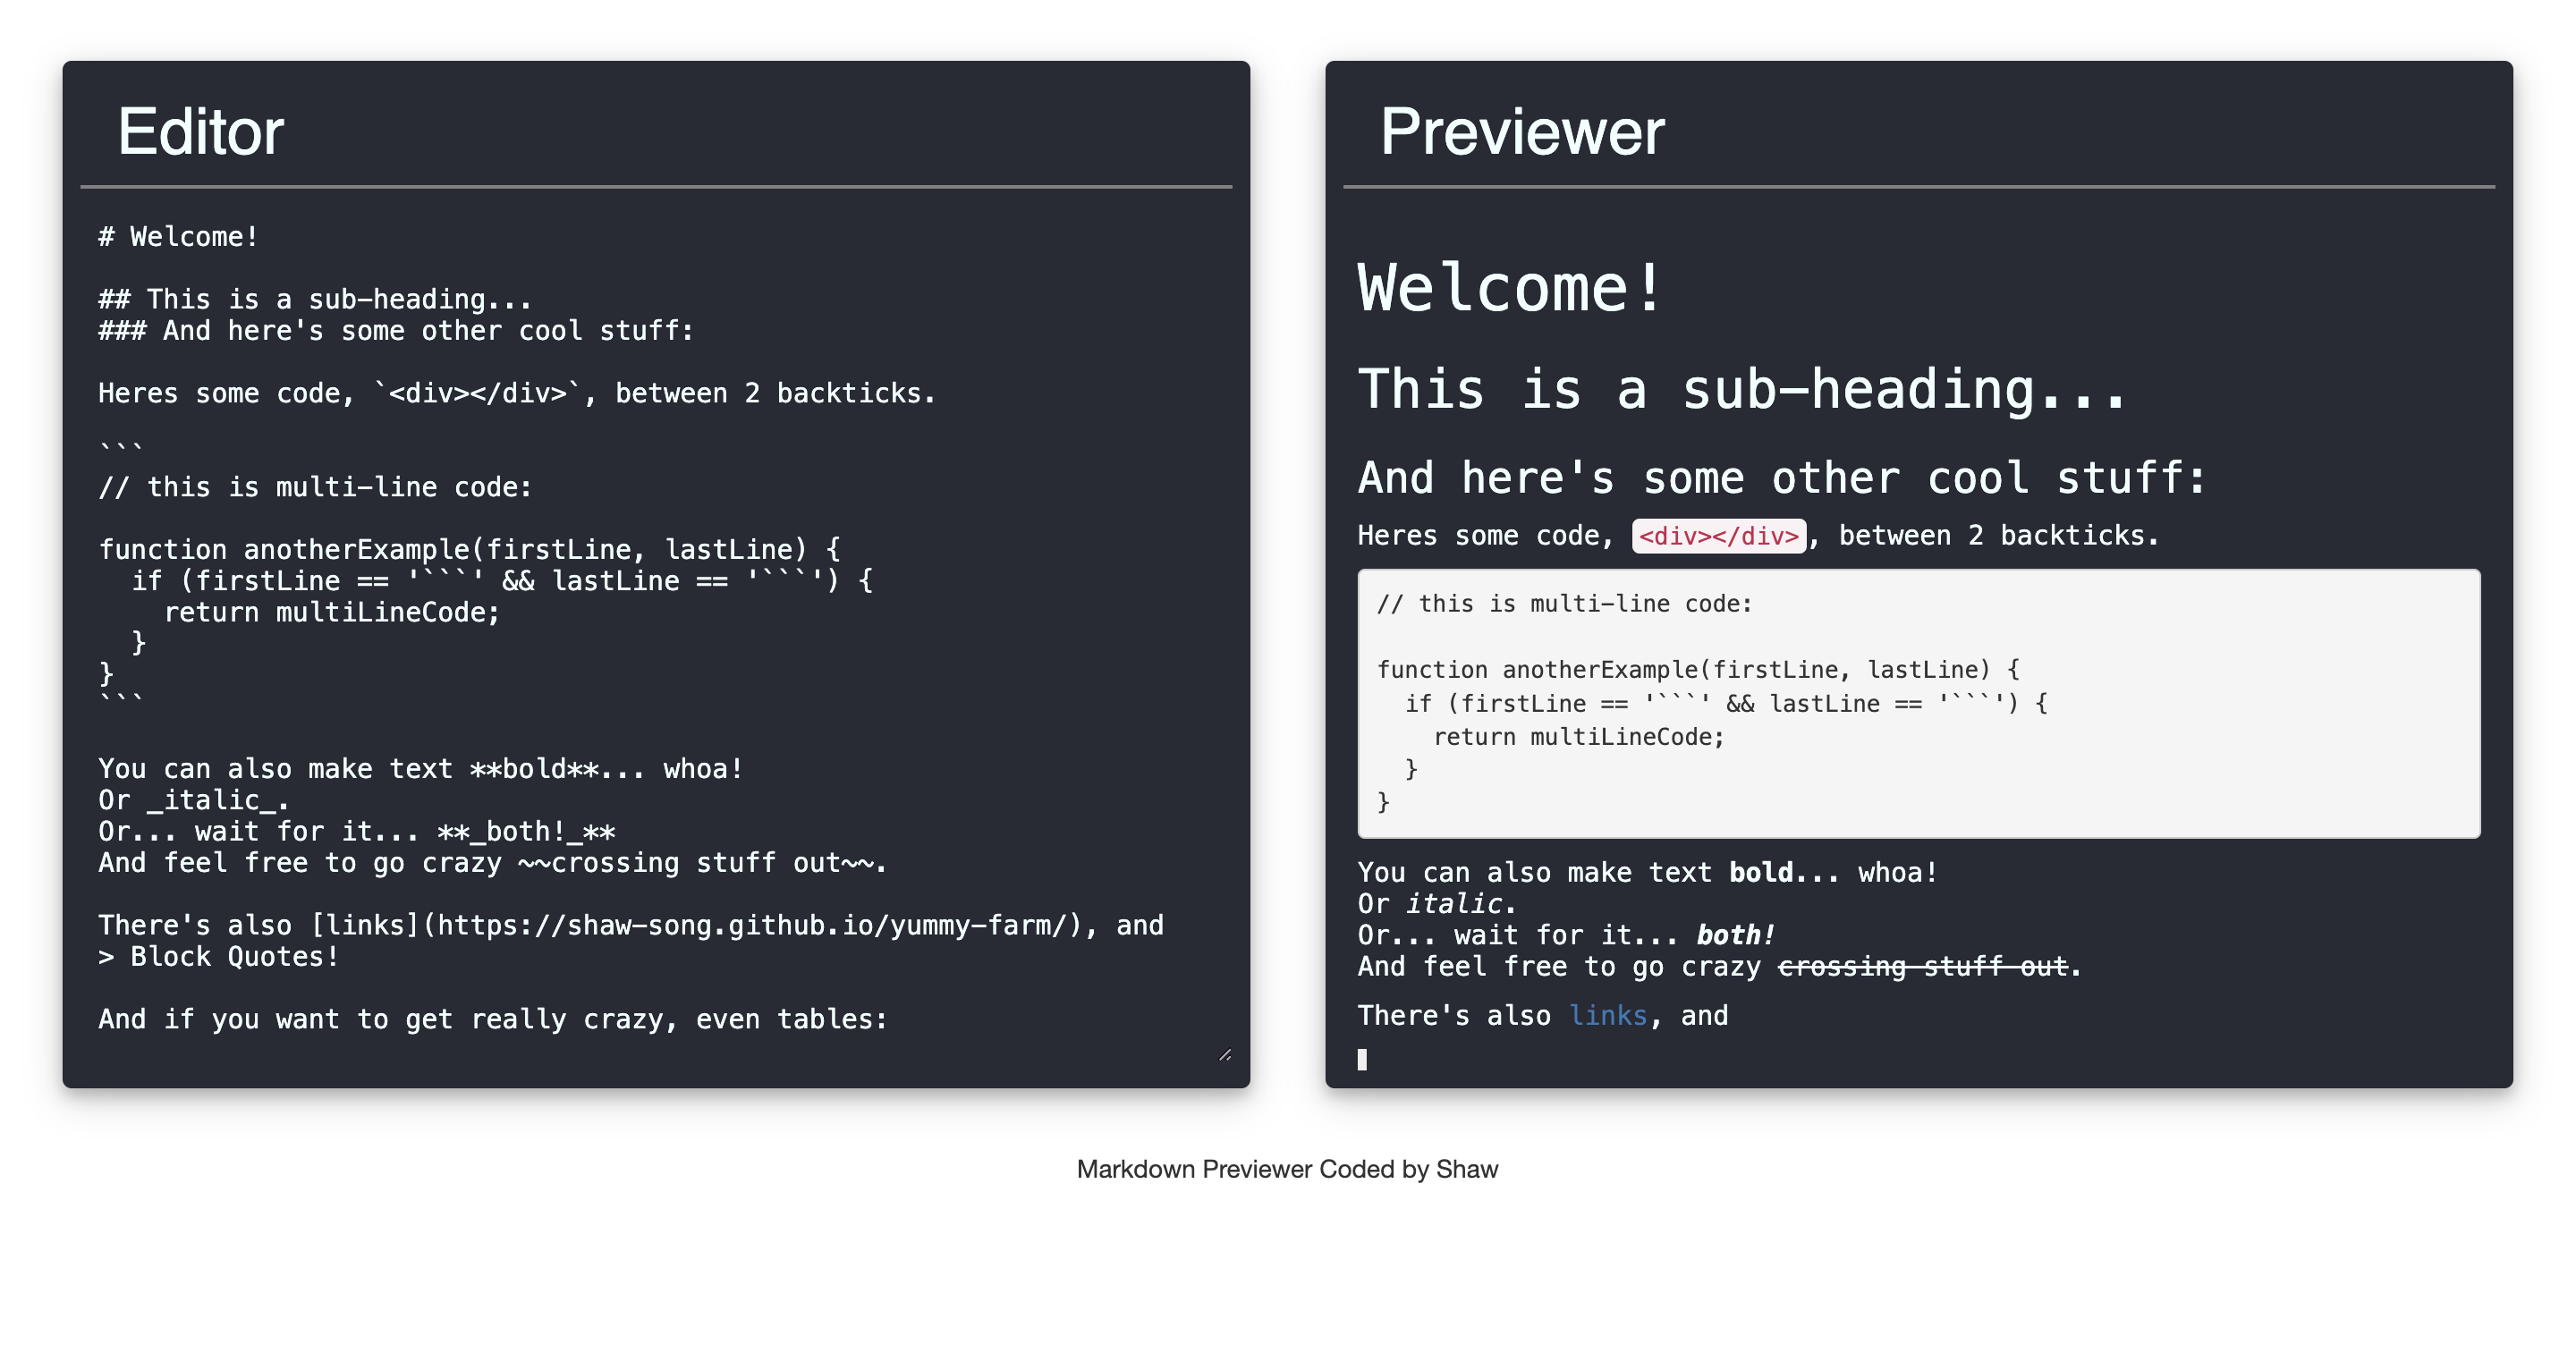 Editor
# Welcome!
## This is a sub-heading...
### And here's some other cool stuff:
Heres some code, `<div></div>`, between 2 backticks.
```
// this is multi-line code:
function anotherExample(firstLine, lastLine) {
  if (firstLine == '```' && lastLine == '```') {
    return multiLineCode;
  }
}
```
You can also make text **bold**... whoa!
Or _italic_.
Or... wait for it... **_both!_**
And feel free to go crazy ~~crossing stuff out~~.
There's also [links](https://shaw-song.github.io/yummy-farm/), and
> Block Quotes!
And if you want to get really crazy, even tables:
Previewer
Welcome!
This is a sub-heading...
And here's some other cool stuff:
Heres some code, <div></div>, between 2 backticks.
// this is multi-line code:
function anotherExample(firstLine, lastLine) {
  if (firstLine == '```' && lastLine == '```') {
    return multiLineCode;
  }
}
You can also make text bold... whoa!
Or italic.
Or... wait for it... both!
And feel free to go crazy crossing stuff out.
There's also links, and
Markdown Previewer Coded by Shaw